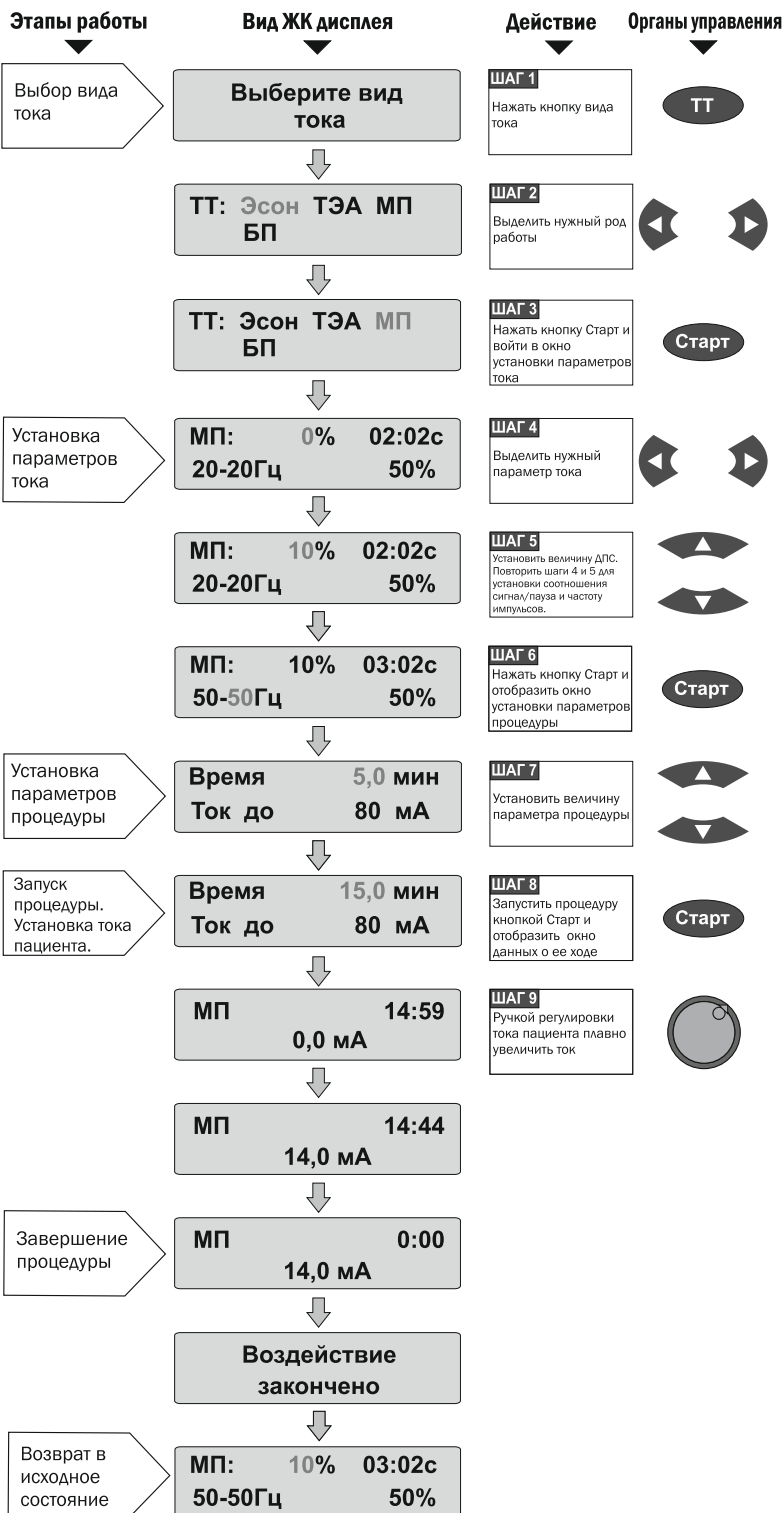 Этапы работы
Вид ЖК дисплея
Действие
Органы управления
Выбор вида
тока
Выберите вид
тока
ШАГ 1
Нажать кнопку вида
тока
ТТ
ТТ: Эсон ТЭА МП
БП
ШАГ 2
Выделить нужный род
работы
ТТ: Эсон ТЭА МП
БП
ШАГ 3
Нажать кнопку Старт и
войти в окно
установки параметров
тока
Старт
Установка
параметров
тока
МП: 0% 02:02с
20-20Гц 50%
ШАГ 4
Выделить нужный
параметр тока
МП: 10% 02:02с
20-20Гц 50%
ШАГ 5
Установить величину ДПС.
Повторить шаги 4 и 5 для
установки соотношения
сигнал/пауза и частоту
импульсов.
МП: 10% 03:02с
50-50Гц 50%
ШАГ 6
Нажать кнопку Старт и
отобразить окно
установки параметров
процедуры
Старт
Установка
параметров
процедуры
Время 5,0 мин
Ток до 80 мА
ШАГ 7
Установить величину
параметра процедуры
Запуск
процедуры.
Установка тока
пациента.
Время 15,0 мин
Ток до 80 мА
ШАГ 8
Запустить процедуру
кнопкой Старт и
отобразить окно
данных о ее ходе
Старт
МП 14:59
0,0 мА
ШАГ 9
Ручкой регулировки
тока пациента плавно
увеличить ток
МП 14:44
14,0 мА
Завершение
процедуры
МП 0:00
14,0 мА
Воздействие
закончено
Возврат в
исходное
состояние
МП: 10% 03:02с
50-50Гц 50%